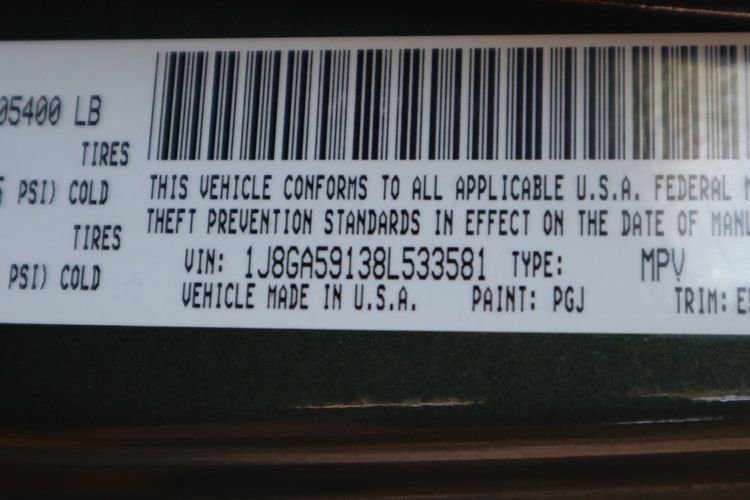 05400 LB
TIRES
PSI) COLD
TIRES
PSI) COLD
THIS VEHICLE CONFORMS TO ALL APPLICABLE U.S.A. FEDERAL
THEFT PREVENTION STANDARDS IN EFFECT ON THE DATE OF MANU
VIN: 1J8GA59138L533581 TYPE: MPV
VEHICLE MADE IN U.S.A. PAINT: PGJ TRIM: